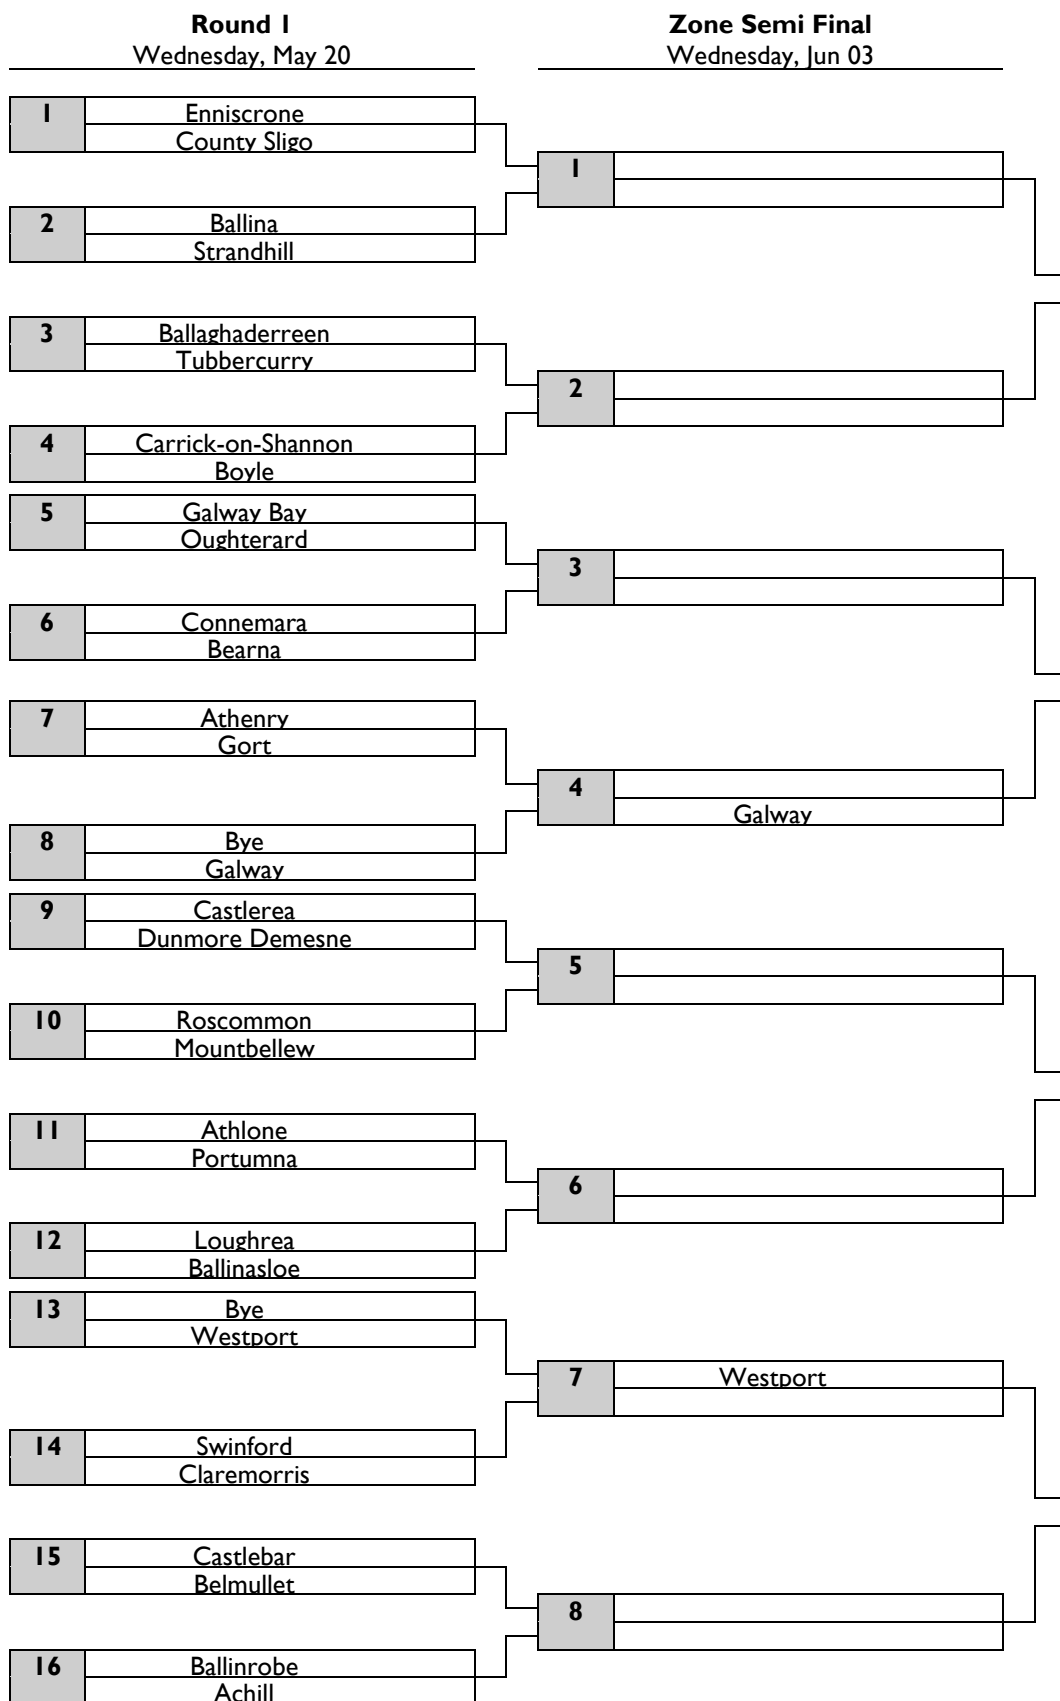 Round 1
Wednesday, May 20
Zone Semi Final
Wednesday, Jun 03
1
Enniscrone
County Sligo
2
Ballina
Strandhill
3
Ballaghaderreen
Tubbercurry
4
Carrick-on-Shannon
Boyle
5
Galway Bay
Oughterard
6
Connemara
Bearna
7
Athenry
Gort
8
Bye
Galway
9
Castlerea
Dunmore Demesne
10
Roscommon
Mountbellew
11
Athlone
Portumna
12
Loughrea
Ballinasloe
13
Bye
Westport
14
Swinford
Claremorris
15
Castlebar
Belmullet
16
Ballinrobe
Achill
1
2
3
4
Galway
5
6
7
Westport
8